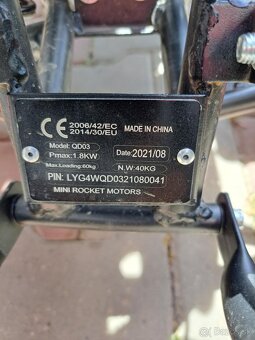 CE 2006/42/EC
2014/30/EU
MADE IN CHINA
Model: QD03
Date:2021/08
Pmax:1.8KW
Max.Loading:60kg
N.W:40KG
PIN: LYG4WQD0321080041
MINI ROCKET MOTORS